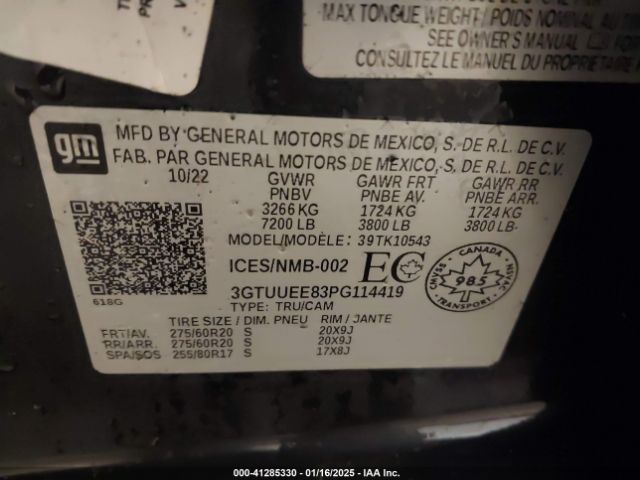 MAX TONGUE WEIGHT / POIDS NOMINAL AU TIMON
SEE OWNER'S MANUAL
CONSULTEZ LE MANUEL DU PROPRIÉTAIRE
gm
MFD BY GENERAL MOTORS DE MEXICO, S. DE R.L. DE C.V.
FAB. PAR GENERAL MOTORS DE MEXICO, S. DE R.L. DE C.V.
10/22 GVWR GAWR FRT GAWR RR
PNBV PNBE AV. PNBE ARR.
3266 KG 1724 KG 1724 KG
7200 LB 3800 LB 3800 LB
MODEL/MODÈLE: 39TK10543
ICES/NMB-002 EC
CANADA
985
TRANSPORT
NSVAC
3GTUUEE83PG114419
618G
TYPE: TRU/CAM
TIRE SIZE / DIM. PNEU RIM / JANTE
FRT/AV. 275/60R20 S 20X9J
RR/ARR. 275/60R20 S 20X9J
SPA/SOS 255/80R17 S 17X8J
000-41285330 - 01/16/2025 - IAA Inc.